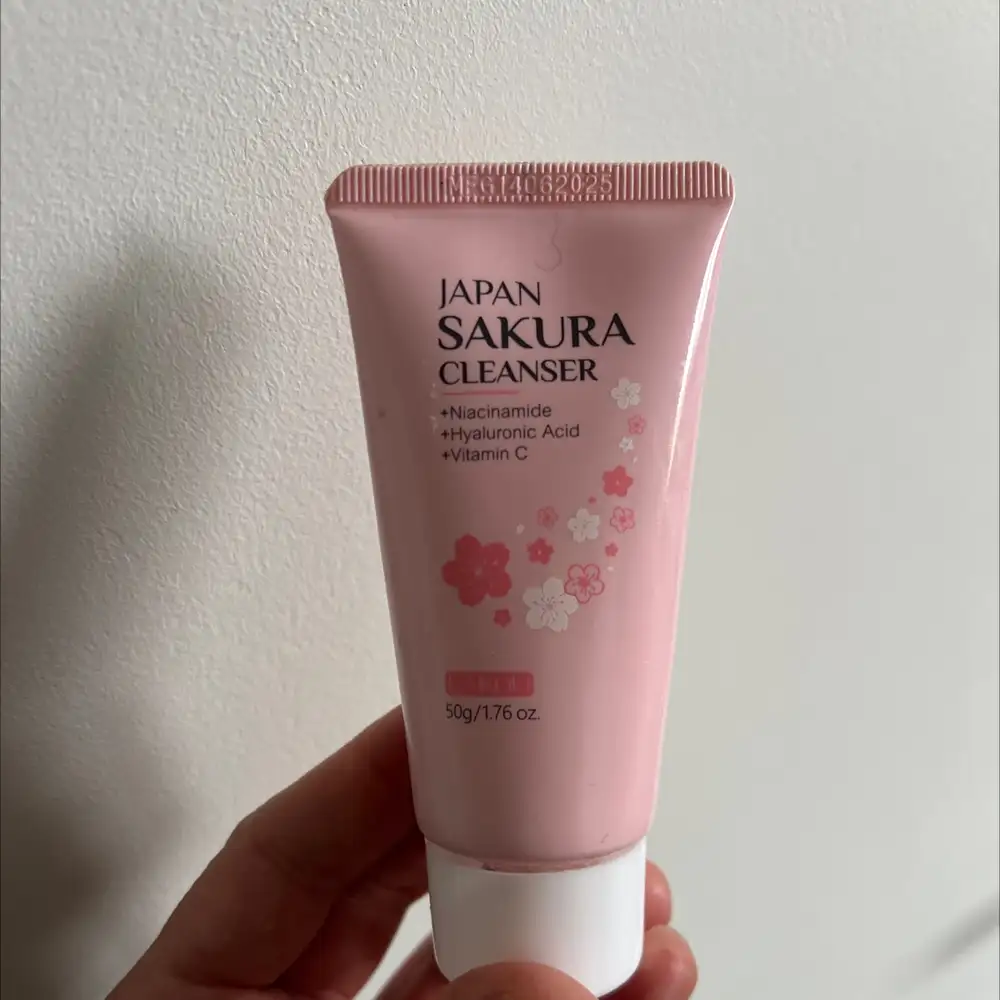 MFG14062025
JAPAN
SAKURA
CLEANSER
+Niacinamide
+Hyaluronic Acid
+Vitamin C
50g/1.76 oz.